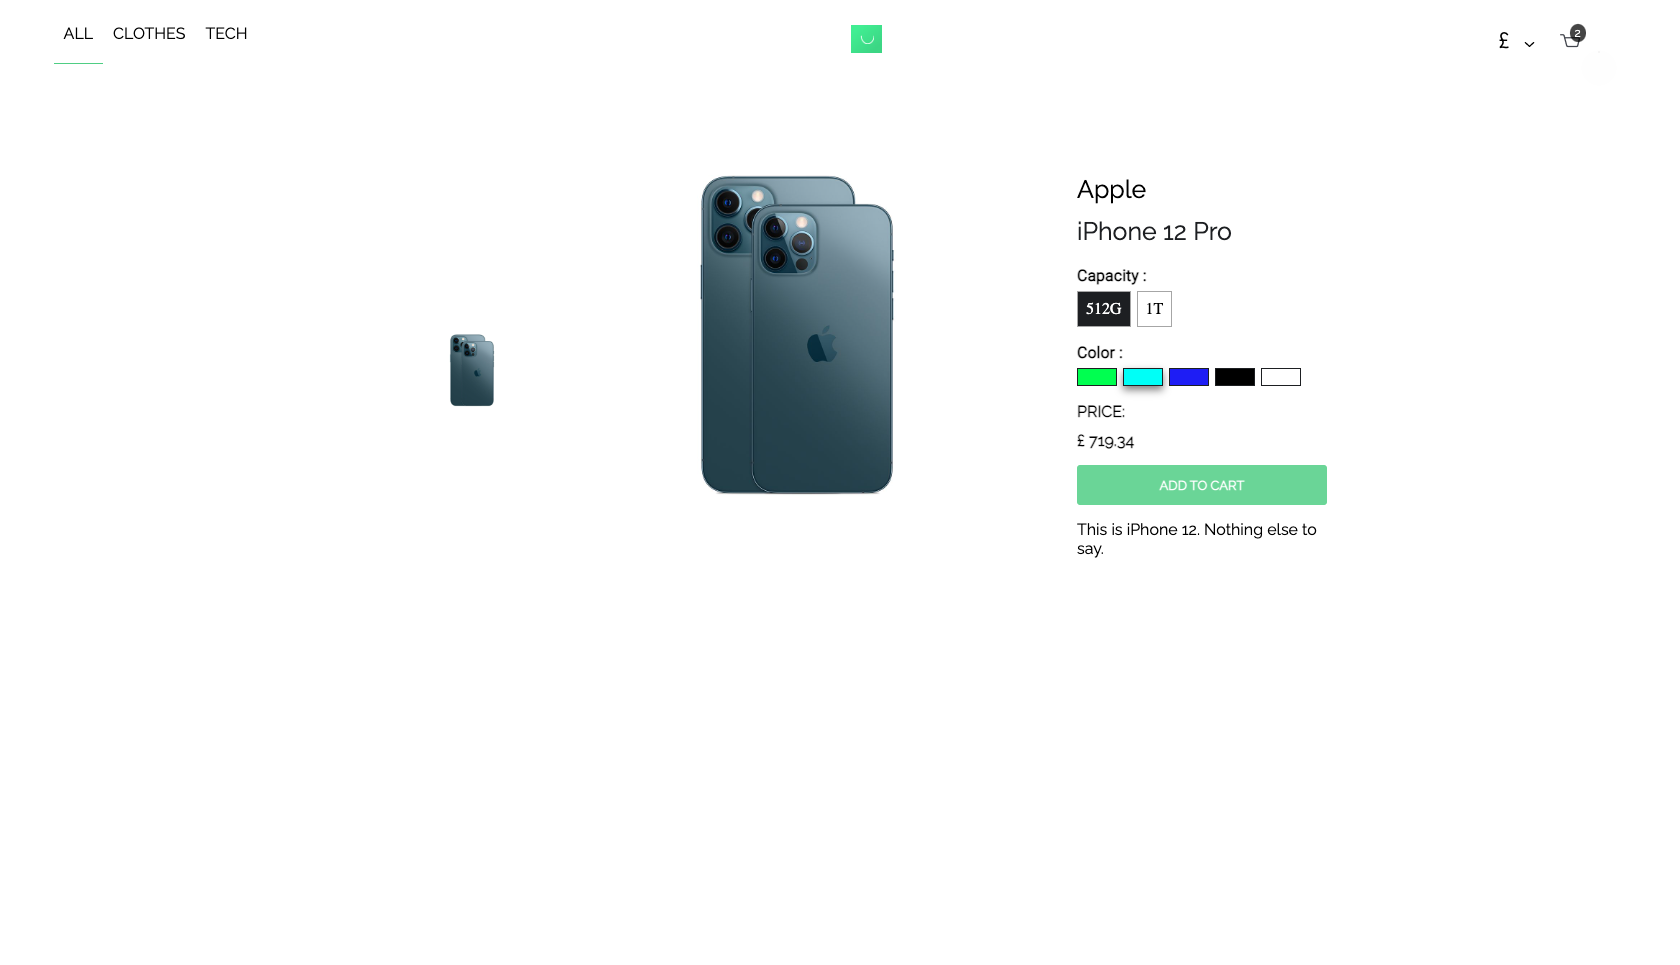 ALL CLOTHES TECH
£ 2
Apple
iPhone 12 Pro
Capacity :
512G 1T
Color :
PRICE:
£ 719.34
ADD TO CART
This is iPhone 12. Nothing else to
say.